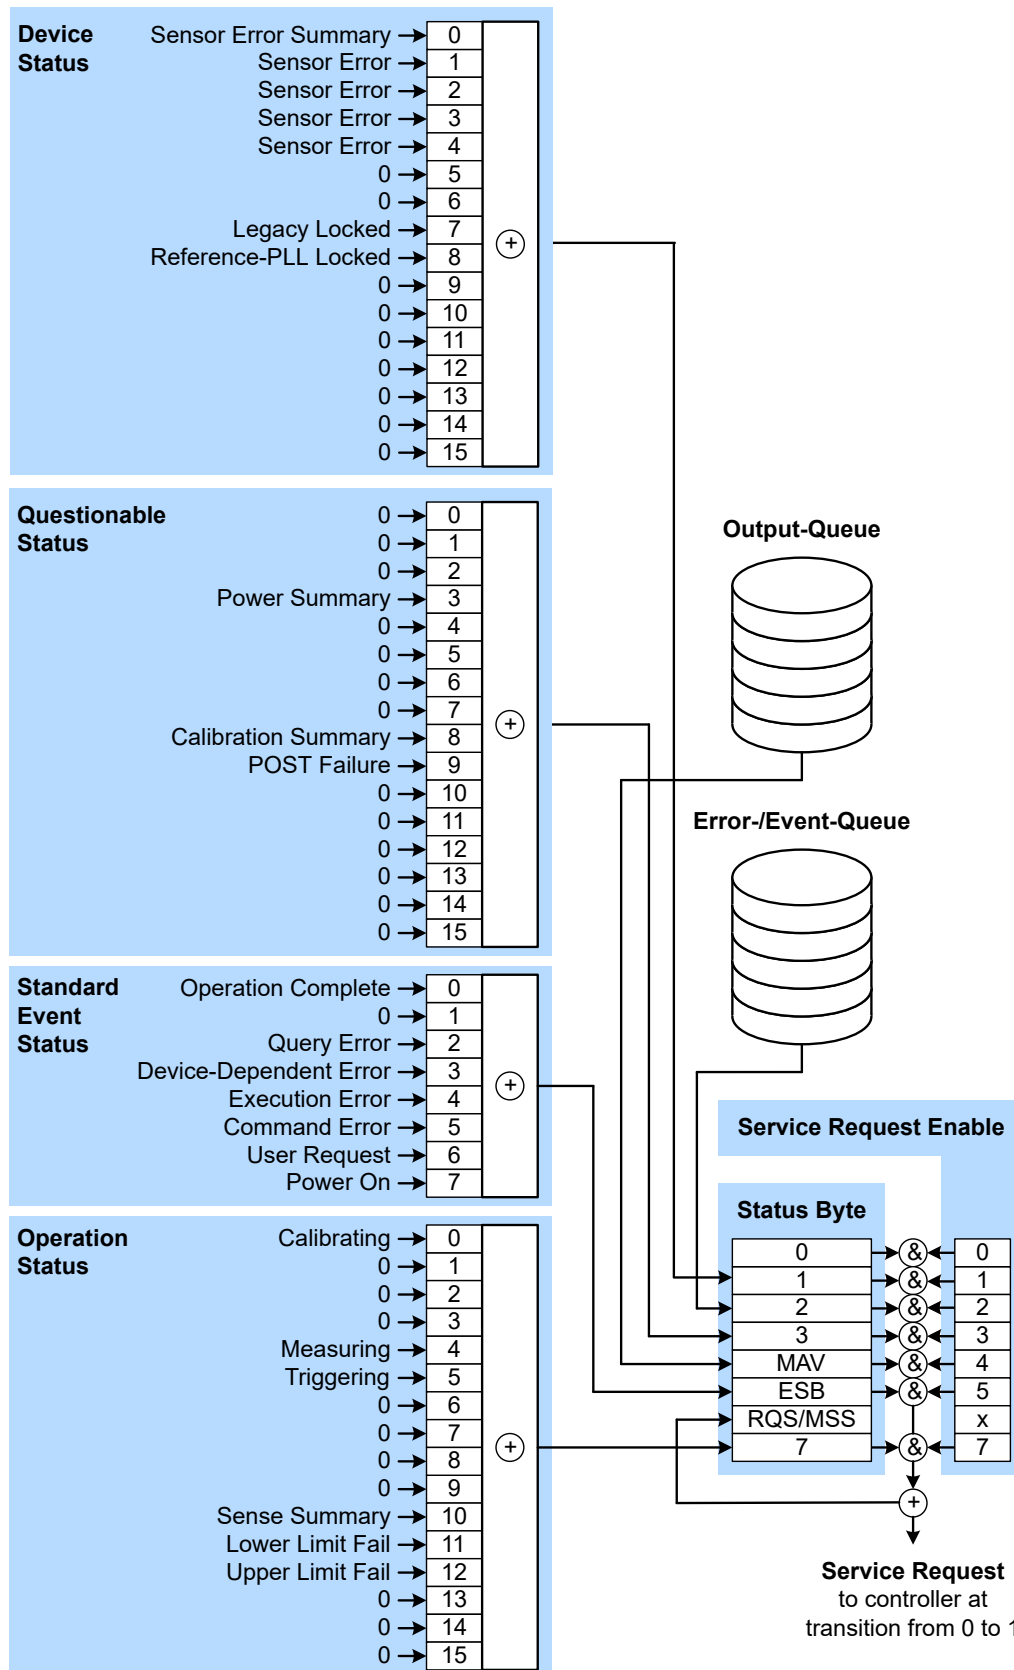 Device
Status
Sensor Error Summary 0
Sensor Error 1
Sensor Error 2
Sensor Error 3
Sensor Error 4
0 5
0 6
Legacy Locked 7
Reference-PLL Locked 8
0 9
0 10
0 11
0 12
0 13
0 14
0 15
+
Questionable
Status
0 0
0 1
0 2
Power Summary 3
0 4
0 5
0 6
0 7
Calibration Summary 8
POST Failure 9
0 10
0 11
0 12
0 13
0 14
0 15
+
Output-Queue
Error-/Event-Queue
Standard
Event
Status
Operation Complete 0
0 1
Query Error 2
Device-Dependent Error 3
Execution Error 4
Command Error 5
User Request 6
Power On 7
+
Operation
Status
Calibrating 0
0 1
0 2
0 3
Measuring 4
Triggering 5
0 6
0 7
0 8
0 9
Sense Summary 10
Lower Limit Fail 11
Upper Limit Fail 12
0 13
0 14
0 15
+
Service Request Enable
Status Byte
0 & 0
1 & 1
2 & 2
3 & 3
MAV & 4
ESB & 5
RQS/MSS x
7 & 7
+
Service Request
to controller at
transition from 0 to 1